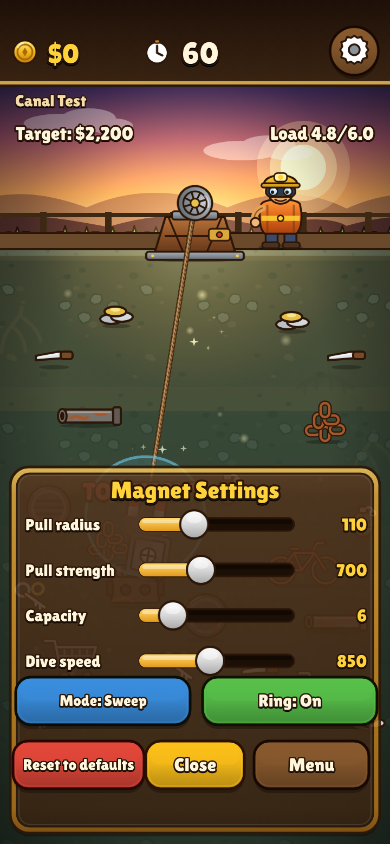 $0
60
Canal Test
Target: $2,200
Load 4.8/6.0
Magnet Settings
Pull radius 110
Pull strength 700
Capacity 6
Dive speed 850
Mode: Sweep
Ring: On
Reset to defaults
Close
Menu